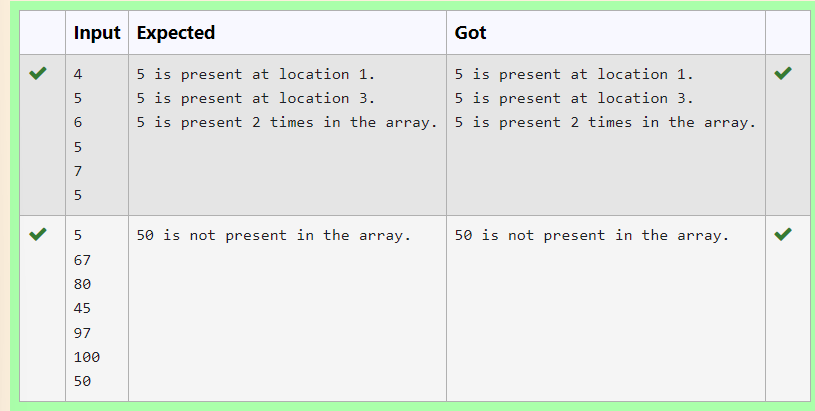 Input Expected Got
4 5 is present at location 1. 5 is present at location 1.
5 5 is present at location 3. 5 is present at location 3.
6 5 is present 2 times in the array. 5 is present 2 times in the array.
5
7
5
5 50 is not present in the array. 50 is not present in the array.
67
80
45
97
100
50